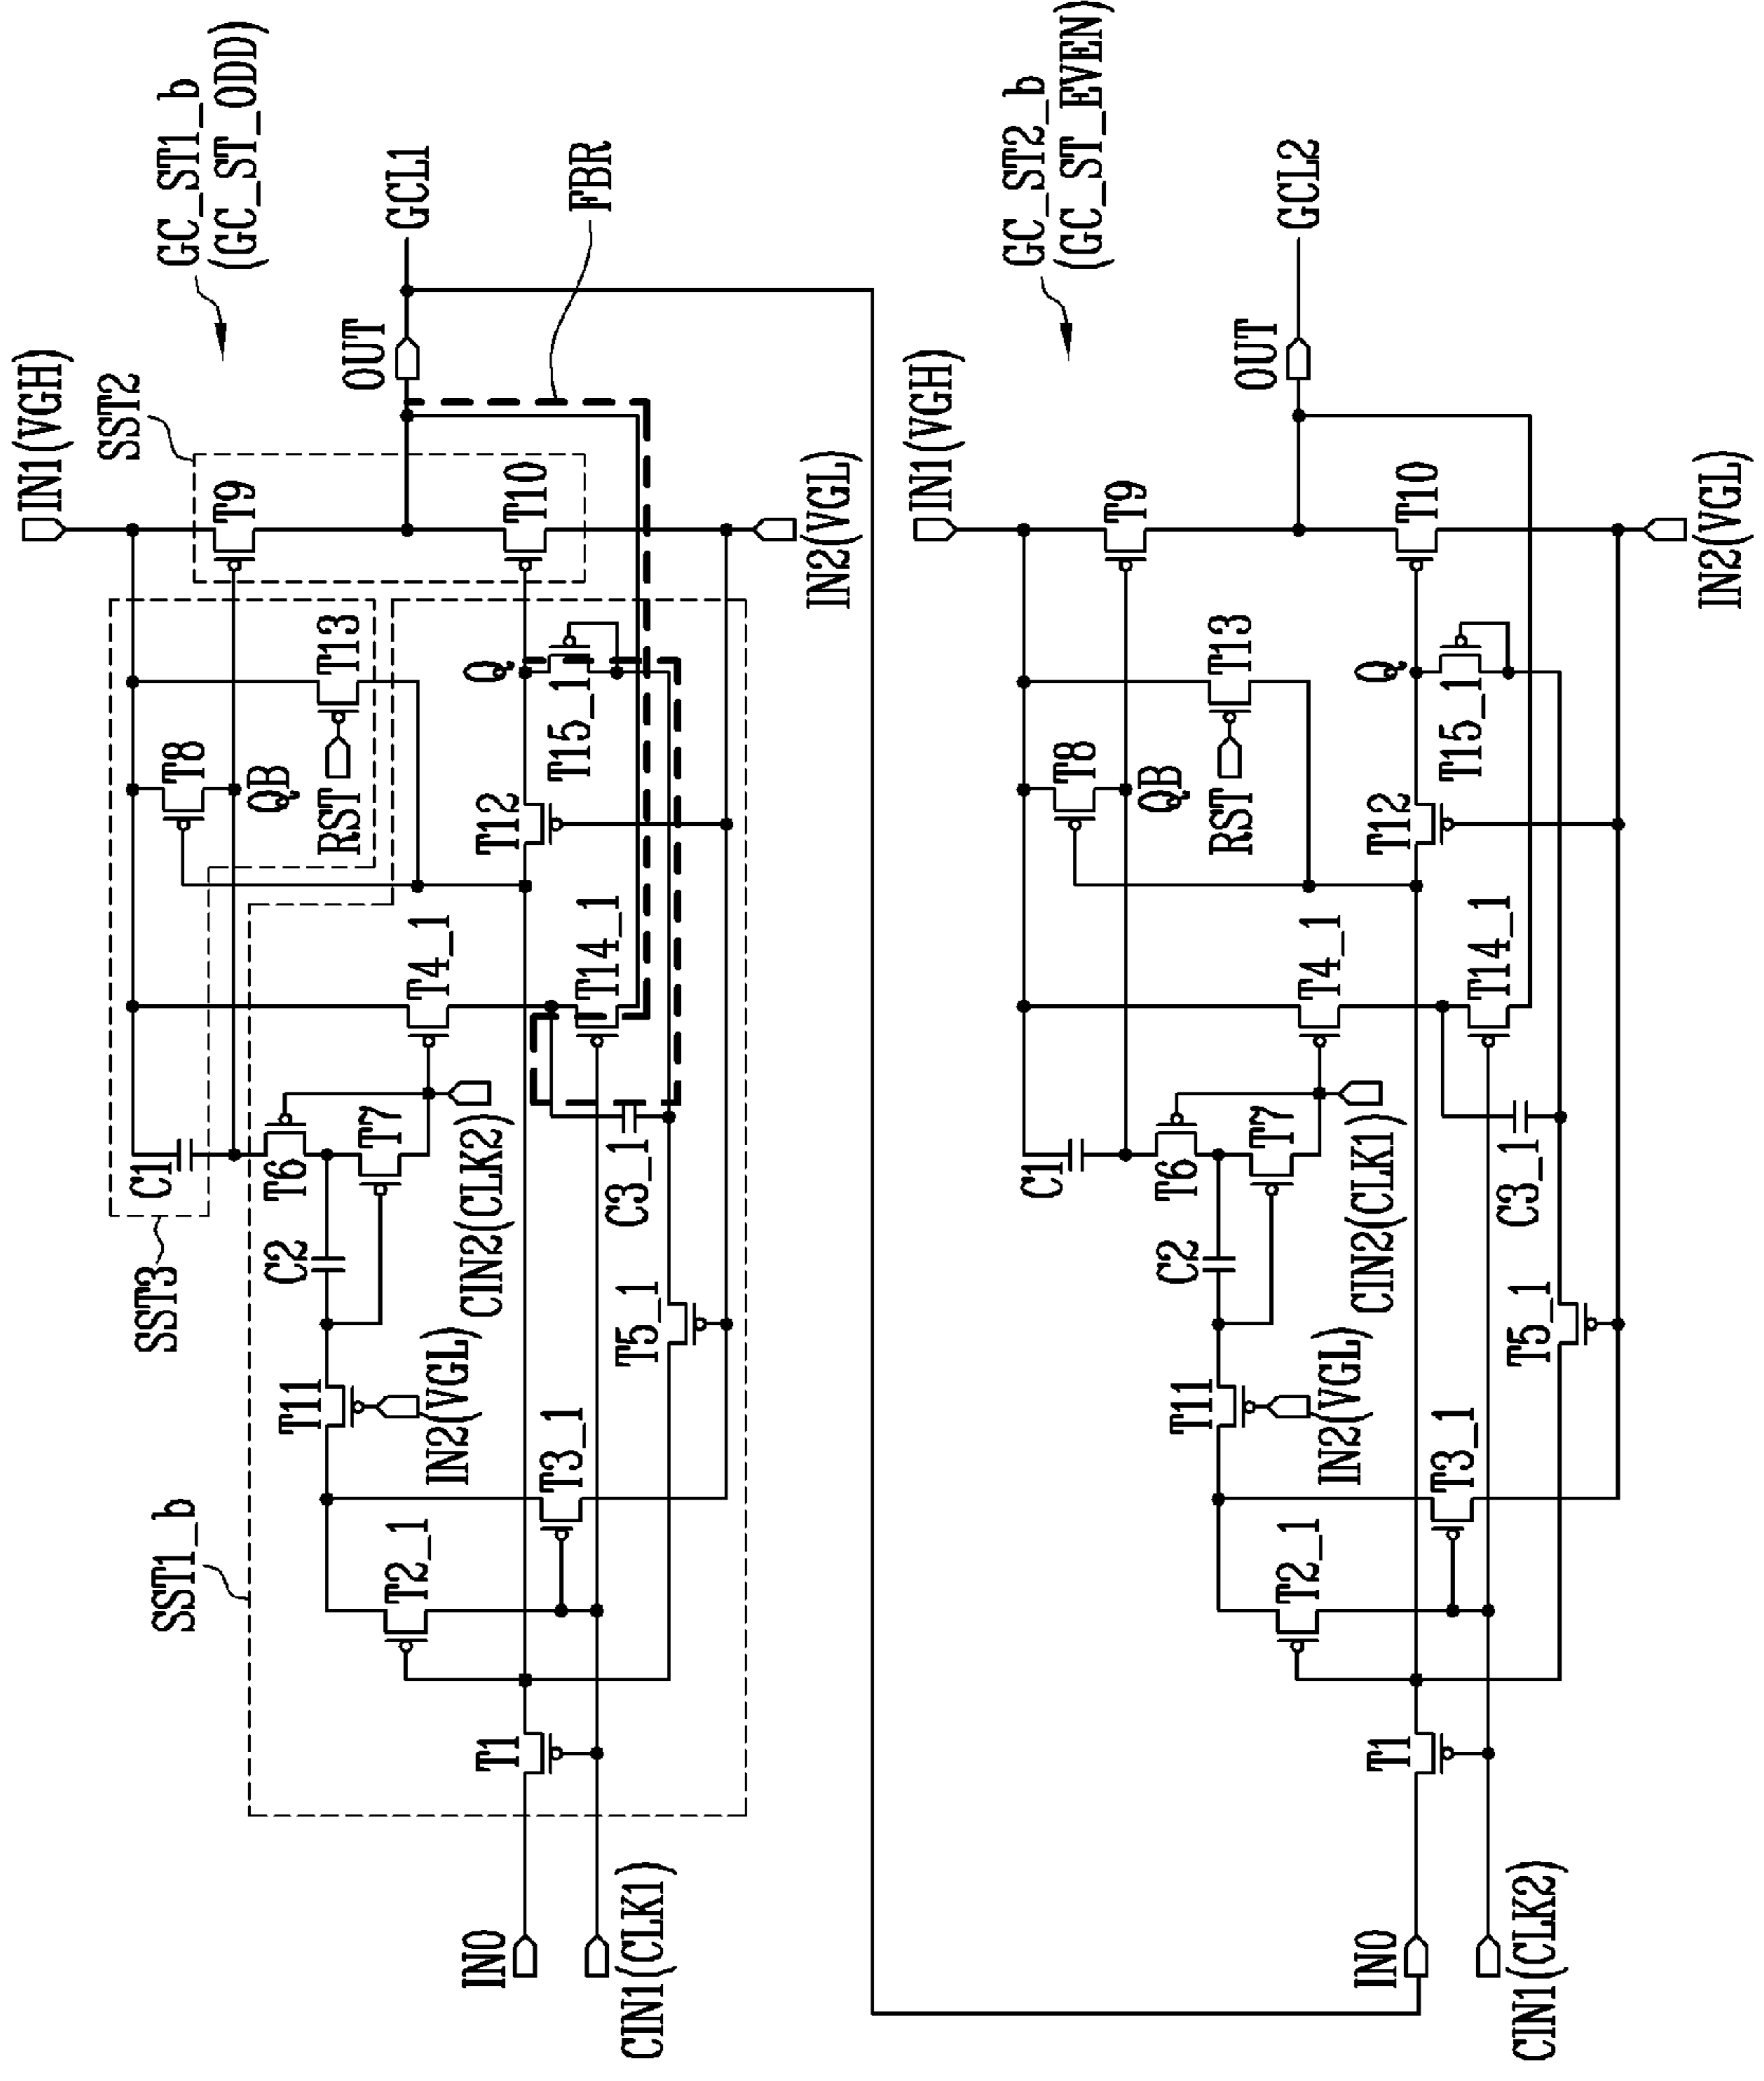 GC_ST1_b
(GC_ST_ODD)
IN1(VGH)
SST2
OUT
GCL1
FBR
T9
T10
IN2(VGL)
SST3
T8
QB
RST
T13
Q
T15_1
T12
T4_1
T14_1
C1
T6
T7
CIN2(CLK2)
C3_1
C2
T11
IN2(VGL)
T5_1
SST1_b
T2_1
T3_1
T1
IN0
CIN1(CLK1)
GC_ST2_b
(GC_ST_EVEN)
IN1(VGH)
OUT
GCL2
T9
T10
IN2(VGL)
T8
QB
RST
T13
Q
T15_1
T12
T4_1
T14_1
C1
T6
T7
CIN2(CLK1)
C3_1
C2
T11
IN2(VGL)
T5_1
T2_1
T3_1
T1
IN0
CIN1(CLK2)